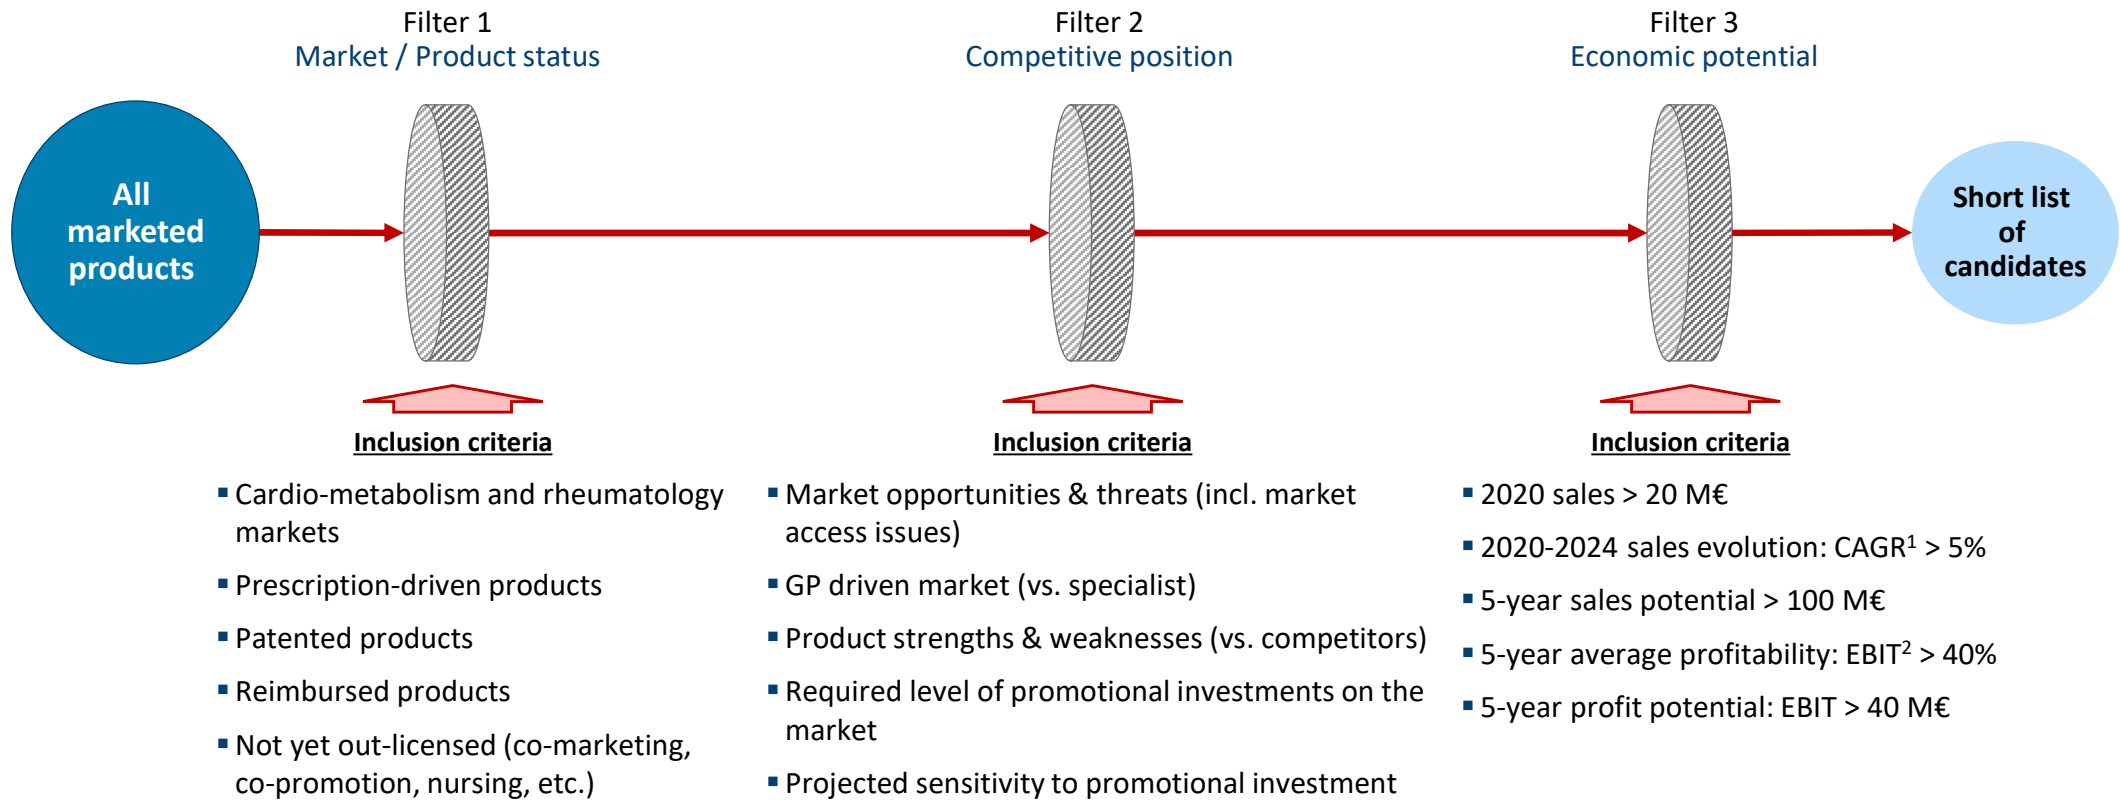 Filter 1
Market / Product status
Filter 2
Competitive position
Filter 3
Economic potential
All
marketed
products
Short list
of
candidates
Inclusion criteria
▪ Cardio-metabolism and rheumatology
markets
▪ Prescription-driven products
▪ Patented products
▪ Reimbursed products
▪ Not yet out-licensed (co-marketing,
co-promotion, nursing, etc.)
Inclusion criteria
▪ Market opportunities & threats (incl. market
access issues)
▪ GP driven market (vs. specialist)
▪ Product strengths & weaknesses (vs. competitors)
▪ Required level of promotional investments on the
market
▪ Projected sensitivity to promotional investment
Inclusion criteria
▪ 2020 sales > 20 M€
▪ 2020-2024 sales evolution: CAGR¹ > 5%
▪ 5-year sales potential > 100 M€
▪ 5-year average profitability: EBIT² > 40%
▪ 5-year profit potential: EBIT > 40 M€